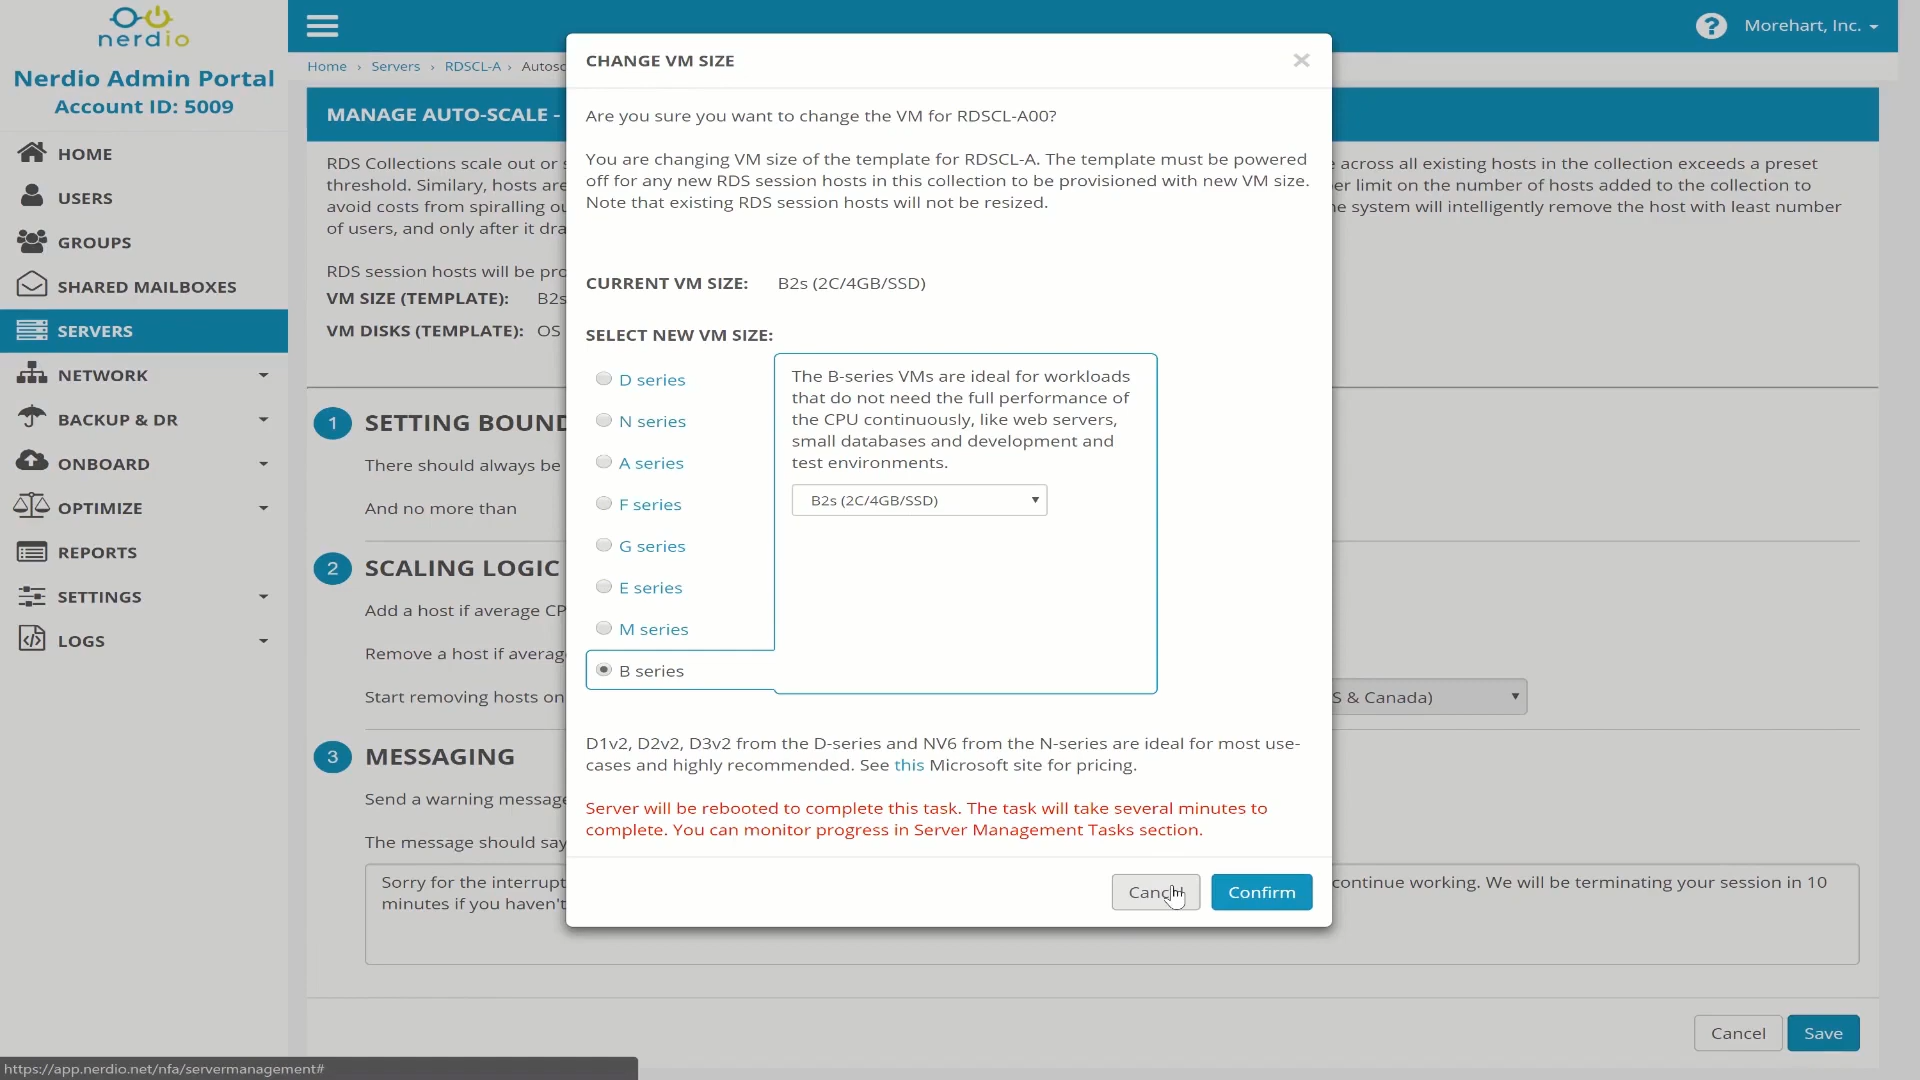 nerdio
Nerdio Admin Portal
Account ID: 5009
HOME
USERS
GROUPS
SHARED MAILBOXES
SERVERS
NETWORK
BACKUP & DR
ONBOARD
OPTIMIZE
REPORTS
SETTINGS
LOGS
? Morehart, Inc.
Home › Servers › RDSCL-A ›
MANAGE AUTO-SCALE -
RDS Collections scale out or
across all existing hosts in the collection exceeds a preset
threshold. Similary, hosts are
limit on the number of hosts added to the collection to
avoid costs from spiralling
system will intelligently remove the host with least number
of users, and only after it
RDS session hosts will be
VM SIZE (TEMPLATE): B2s
VM DISKS (TEMPLATE): OS
1 SETTING
There should always be
And no more than
2 SCALING LOGIC
Add a host if average
Remove a host if
Start removing hosts
& Canada)
3 MESSAGING
Send a warning message
The message should say
Sorry for the
continue working. We will be terminating your session in 10
minutes if you haven't
Cancel Save
CHANGE VM SIZE
×
Are you sure you want to change the VM for RDSCL-A00?
You are changing VM size of the template for RDSCL-A. The template must be powered
off for any new RDS session hosts in this collection to be provisioned with new VM size.
Note that existing RDS session hosts will not be resized.
CURRENT VM SIZE: B2s (2C/4GB/SSD)
SELECT NEW VM SIZE:
D series
N series
A series
F series
G series
E series
M series
B series
The B-series VMs are ideal for workloads
that do not need the full performance of
the CPU continuously, like web servers,
small databases and development and
test environments.
B2s (2C/4GB/SSD)
D1v2, D2v2, D3v2 from the D-series and NV6 from the N-series are ideal for most use-
cases and highly recommended. See this Microsoft site for pricing.
Server will be rebooted to complete this task. The task will take several minutes to
complete. You can monitor progress in Server Management Tasks section.
Cancel Confirm
https://app.nerdio.net/nfa/servermanagement#